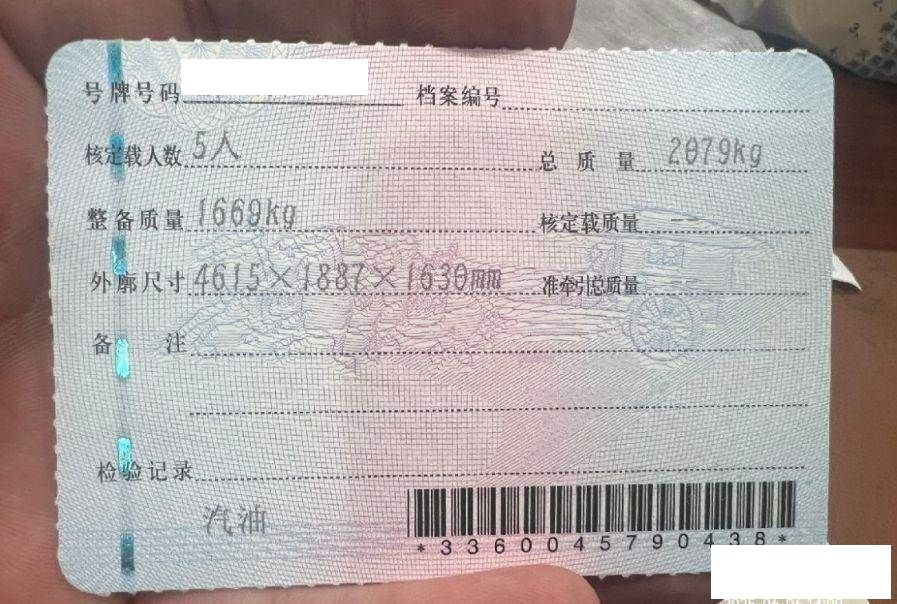 号牌号码 档案编号
核定载人数 5人 总质量 2079kg
整备质量 1669kg 核定载质量 --
外廓尺寸 4615×1887×1630mm 准牵引总质量 --
备注
检验记录
汽油
*3360045790438*